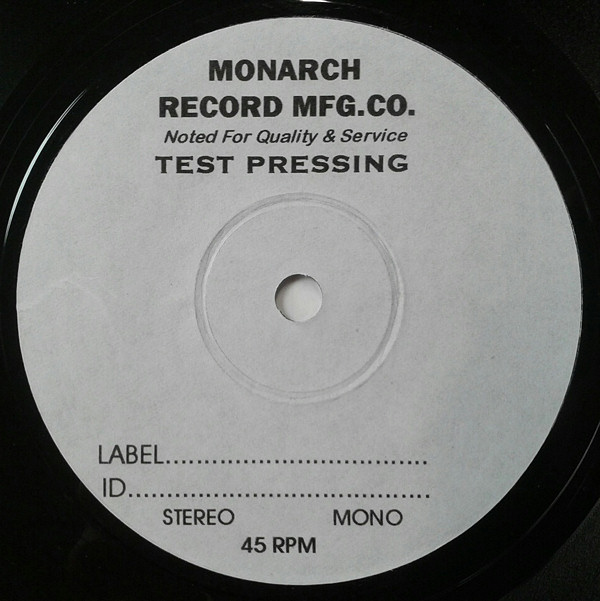 MONARCH
RECORD MFG.CO.
Noted For Quality & Service
TEST PRESSING
LABEL..................................
ID.......................................
STEREO MONO
45 RPM